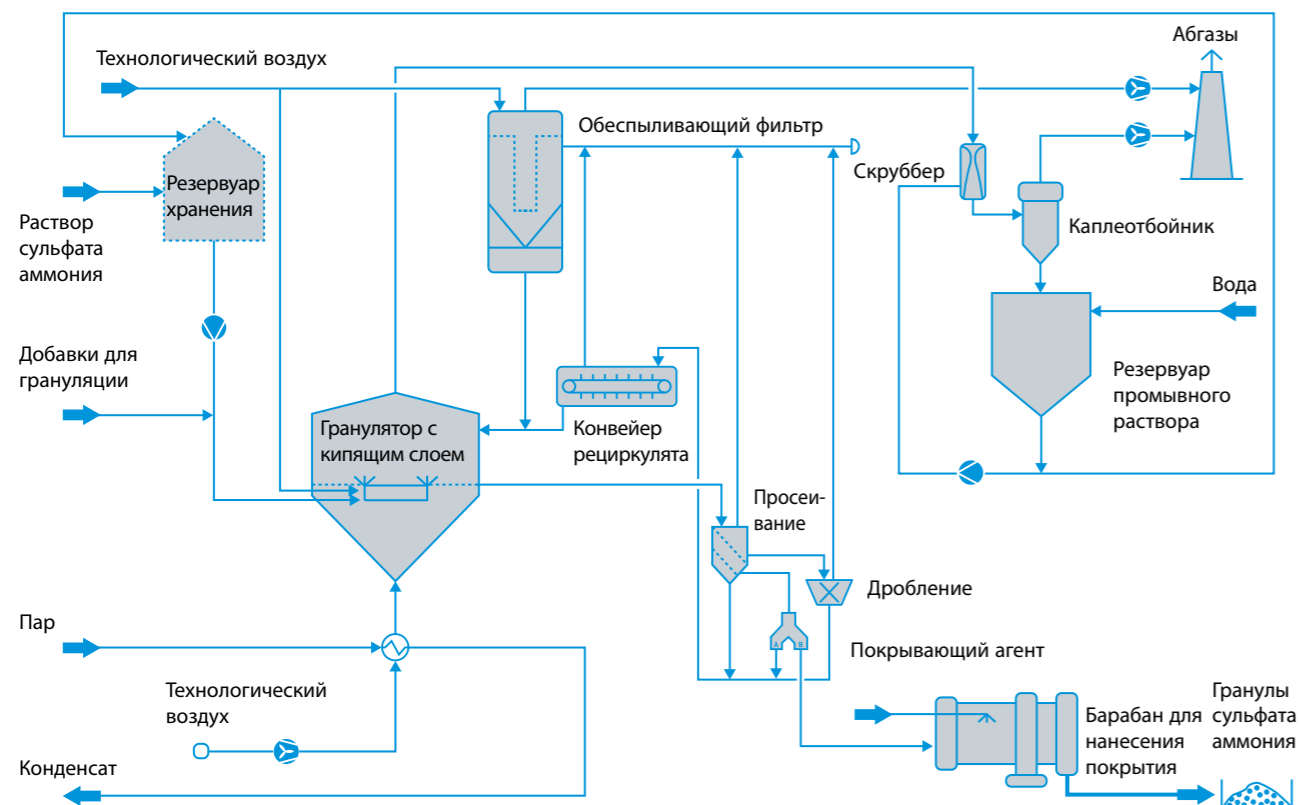 Абгазы
Технологический воздух
Обеспыливающий фильтр
Скруббер
Резервуар
хранения
Раствор
сульфата
аммония
Каплеотбойник
Вода
Добавки для
грануляции
Резервуар
промывного
раствора
Гранулятор с
кипящим слоем
Конвейер
рециркулята
Просеи-
вание
Дробление
Пар
A B
Покрывающий агент
Технологический
воздух
Гранулы
сульфата
аммония
Барабан для
нанесения
покрытия
Конденсат